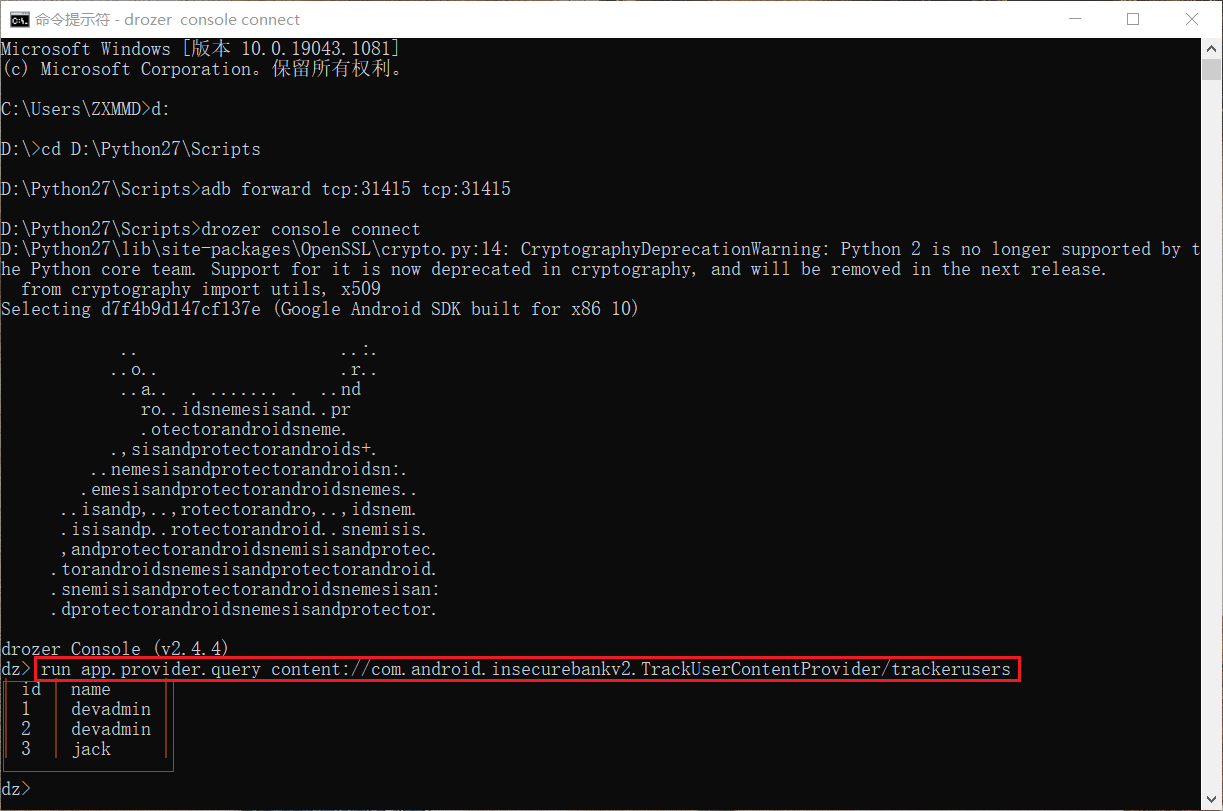 命令提示符 - drozer  console connect
Microsoft Windows [版本 10.0.19043.1081]
(c) Microsoft Corporation。保留所有权利。
C:\Users\ZXMMD>d:
D:\>cd D:\Python27\Scripts
D:\Python27\Scripts>adb forward tcp:31415 tcp:31415
D:\Python27\Scripts>drozer console connect
D:\Python27\lib\site-packages\OpenSSL\crypto.py:14: CryptographyDeprecationWarning: Python 2 is no longer supported by t
he Python core team. Support for it is now deprecated in cryptography, and will be removed in the next release.
  from cryptography import utils, x509
Selecting d7f4b9d147cf137e (Google Android SDK built for x86 10)
            ..                    ..:.
           ..o..                  .r..
            ..a..  . ....... .  ..nd
              ro..idsnemesisand..pr
              .otectorandroidsneme.
           .,sisandprotectorandroids+.
         ..nemesisandprotectorandroidsn:.
        .emesisandprotectorandroidsnemes..
      ..isandp,..,rotectorandro,..,idsnem.
      .isisandp..rotectorandroid..snemisis.
      ,andprotectorandroidsnemisisandprotec.
     .torandroidsnemesisandprotectorandroid.
     .snemisisandprotectorandroidsnemesisan:
     .dprotectorandroidsnemesisandprotector.
drozer Console (v2.4.4)
dz> run app.provider.query content://com.android.insecurebankv2.TrackUserContentProvider/trackerusers
| id | name     |
| 1  | devadmin |
| 2  | devadmin |
| 3  | jack     |
dz>